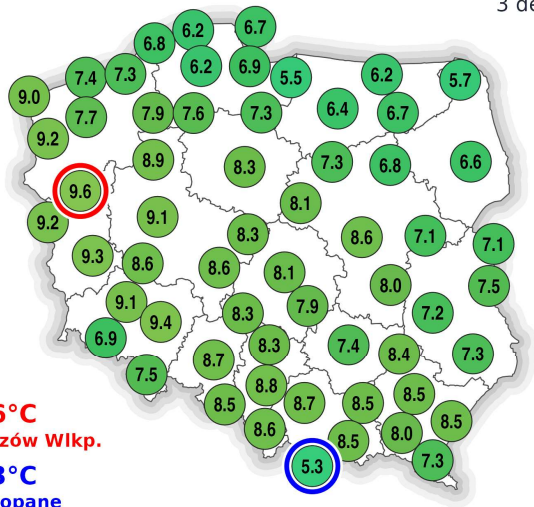 3 de
6.2 6.7
6.8
6.2 6.9
7.4 7.3 5.5 6.2 5.7
9.0
7.7 7.9 7.6 7.3 6.4 6.7
9.2
8.9 8.3 7.3 6.8 6.6
9.6 8.1
9.2 9.1 8.3 8.6 7.1 7.1
9.3 8.6 8.6 8.1 8.0 7.5
9.1 9.4 8.3 7.9 7.2
6.9 8.3 7.4 8.4 7.3
7.5 8.7 8.8
8.5 8.7 8.5 8.5
8.6 8.5 8.0 8.5
5.3 7.3
6°C
zów Wlkp.
3°C
opane